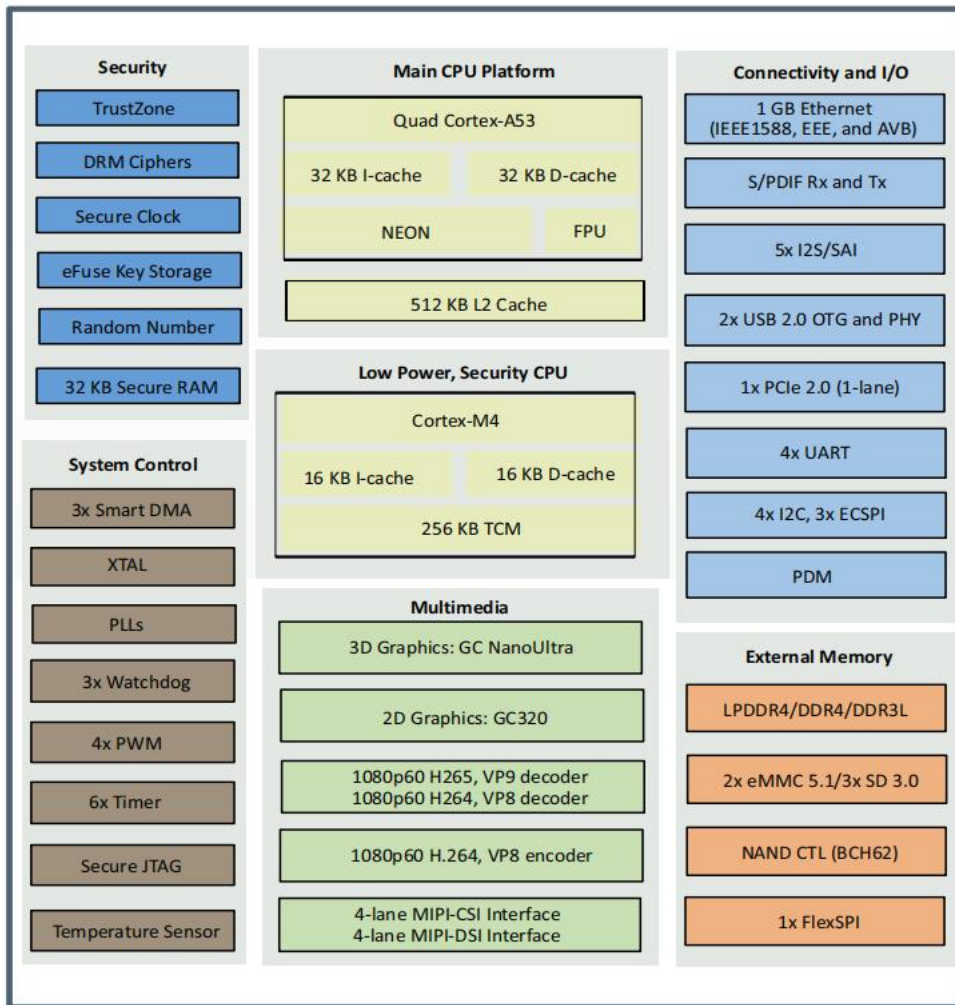 Security
TrustZone
DRM Ciphers
Secure Clock
eFuse Key Storage
Random Number
32 KB Secure RAM
System Control
3x Smart DMA
XTAL
PLLs
3x Watchdog
4x PWM
6x Timer
Secure JTAG
Temperature Sensor
Main CPU Platform
Quad Cortex-A53
32 KB I-cache
32 KB D-cache
NEON
FPU
512 KB L2 Cache
Low Power, Security CPU
Cortex-M4
16 KB I-cache
16 KB D-cache
256 KB TCM
Multimedia
3D Graphics: GC NanoUltra
2D Graphics: GC320
1080p60 H265, VP9 decoder
1080p60 H264, VP8 decoder
1080p60 H.264, VP8 encoder
4-lane MIPI-CSI Interface
4-lane MIPI-DSI Interface
Connectivity and I/O
1 GB Ethernet
(IEEE1588, EEE, and AVB)
S/PDIF Rx and Tx
5x I2S/SAI
2x USB 2.0 OTG and PHY
1x PCIe 2.0 (1-lane)
4x UART
4x I2C, 3x ECSPI
PDM
External Memory
LPDDR4/DDR4/DDR3L
2x eMMC 5.1/3x SD 3.0
NAND CTL (BCH62)
1x FlexSPI